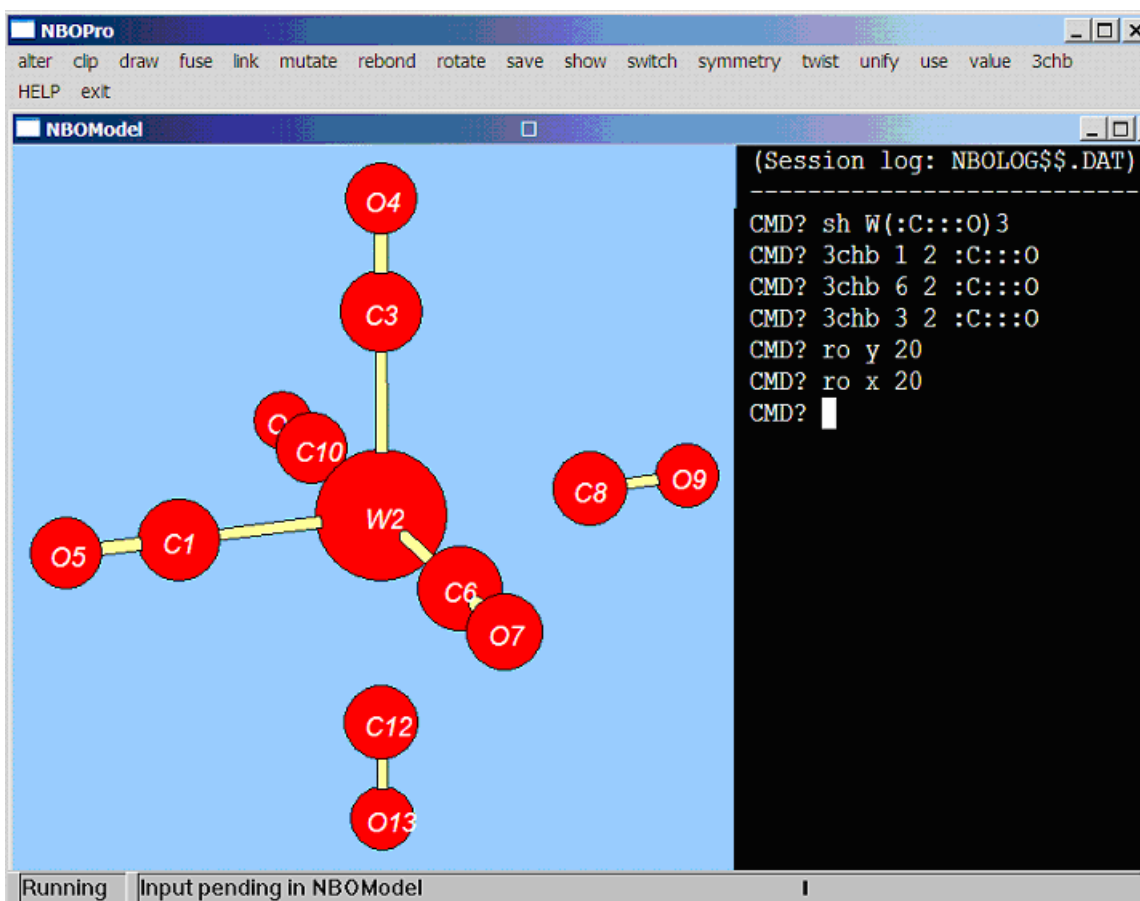 NBOPro
alter clip draw fuse link mutate rebond rotate save show switch symmetry twist unify use value 3chb
HELP exit
NBOModel
(Session log: NBOLOG$$.DAT)
---------------------------
CMD? sh W(:C:::O)3
CMD? 3chb 1 2 :C:::O
CMD? 3chb 6 2 :C:::O
CMD? 3chb 3 2 :C:::O
CMD? ro y 20
CMD? ro x 20
CMD?
O4
C3
O
C10
W2
C8
O9
O5
C1
C6
O7
C12
O13
Running
Input pending in NBOModel